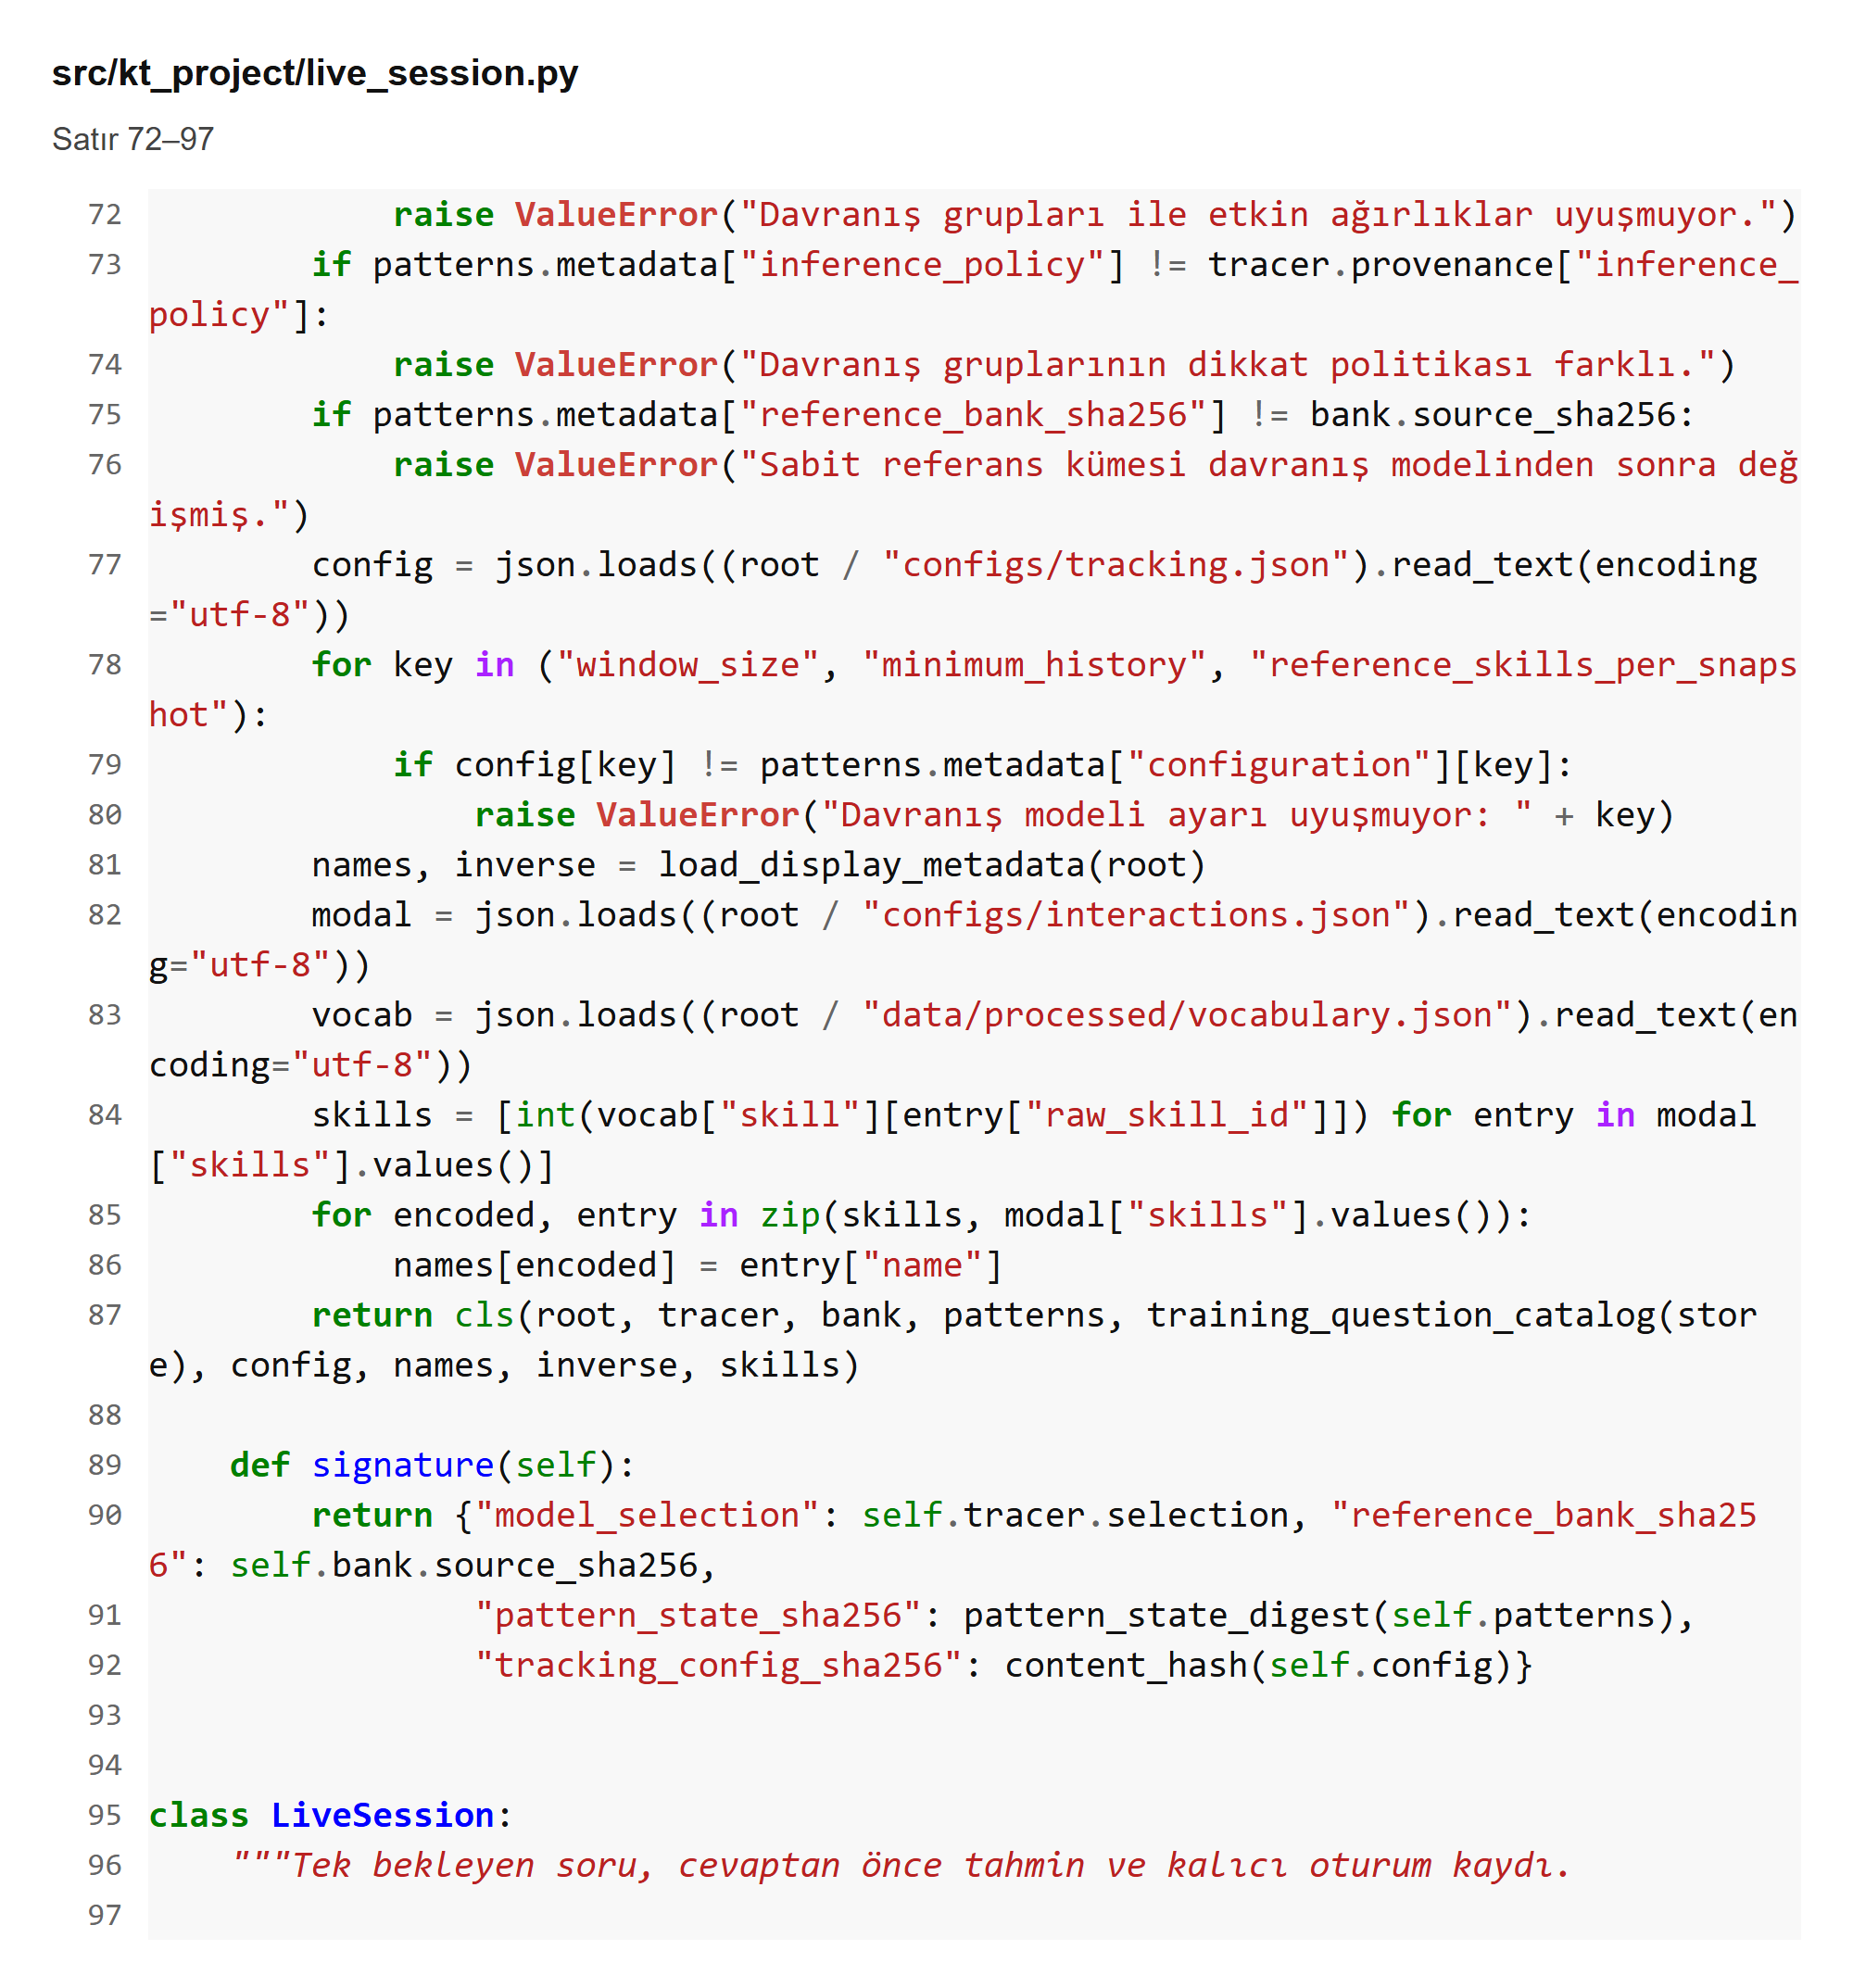 src/kt_project/live_session.py
Satır 72–97
72             raise ValueError("Davranış grupları ile etkin ağırlıklar uyuşmuyor.")
73         if patterns.metadata["inference_policy"] != tracer.provenance["inference_
policy"]:
74             raise ValueError("Davranış gruplarının dikkat politikası farklı.")
75         if patterns.metadata["reference_bank_sha256"] != bank.source_sha256:
76             raise ValueError("Sabit referans kümesi davranış modelinden sonra değ
işmiş.")
77         config = json.loads((root / "configs/tracking.json").read_text(encoding
="utf-8"))
78         for key in ("window_size", "minimum_history", "reference_skills_per_snaps
hot"):
79             if config[key] != patterns.metadata["configuration"][key]:
80                 raise ValueError("Davranış modeli ayarı uyuşmuyor: " + key)
81         names, inverse = load_display_metadata(root)
82         modal = json.loads((root / "configs/interactions.json").read_text(encodin
g="utf-8"))
83         vocab = json.loads((root / "data/processed/vocabulary.json").read_text(en
coding="utf-8"))
84         skills = [int(vocab["skill"][entry["raw_skill_id"]]) for entry in modal
["skills"].values()]
85         for encoded, entry in zip(skills, modal["skills"].values()):
86             names[encoded] = entry["name"]
87         return cls(root, tracer, bank, patterns, training_question_catalog(stor
e), config, names, inverse, skills)
88
89     def signature(self):
90         return {"model_selection": self.tracer.selection, "reference_bank_sha25
6": self.bank.source_sha256,
91                 "pattern_state_sha256": pattern_state_digest(self.patterns),
92                 "tracking_config_sha256": content_hash(self.config)}
93
94
95 class LiveSession:
96     """Tek bekleyen soru, cevaptan önce tahmin ve kalıcı oturum kaydı.
97